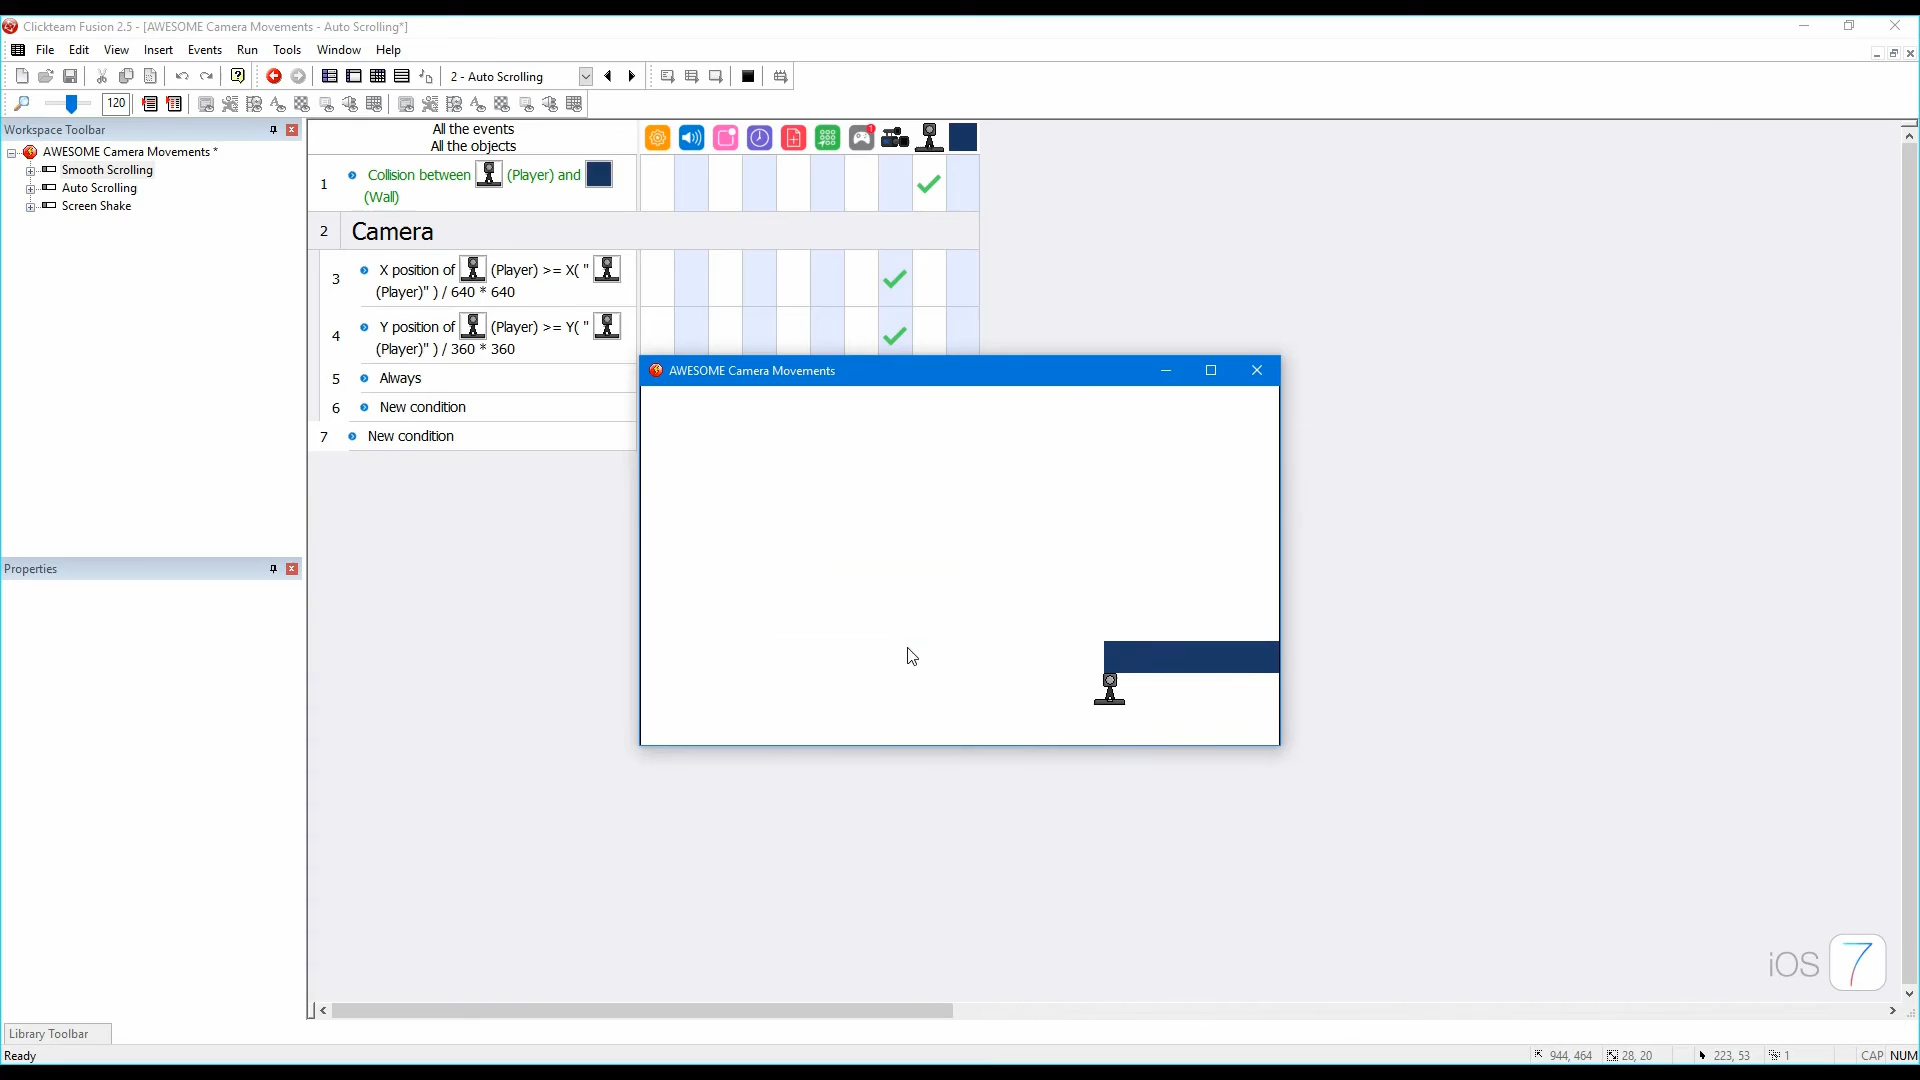 Clickteam Fusion 2.5 - [AWESOME Camera Movements - Auto Scrolling*]
File Edit View Insert Events Run Tools Window Help
2 - Auto Scrolling
120
Workspace Toolbar
AWESOME Camera Movements *
Smooth Scrolling
Auto Scrolling
Screen Shake
Properties
Library Toolbar
All the events
All the objects
1 Collision between (Player) and
(Wall)
2 Camera
3 X position of (Player) >= X( "
(Player)" ) / 640 * 640
4 Y position of (Player) >= Y( "
(Player)" ) / 360 * 360
5 Always
6 New condition
7 New condition
AWESOME Camera Movements
iOS 7
Ready 944, 464 28, 20 223, 53 1 CAP NUM